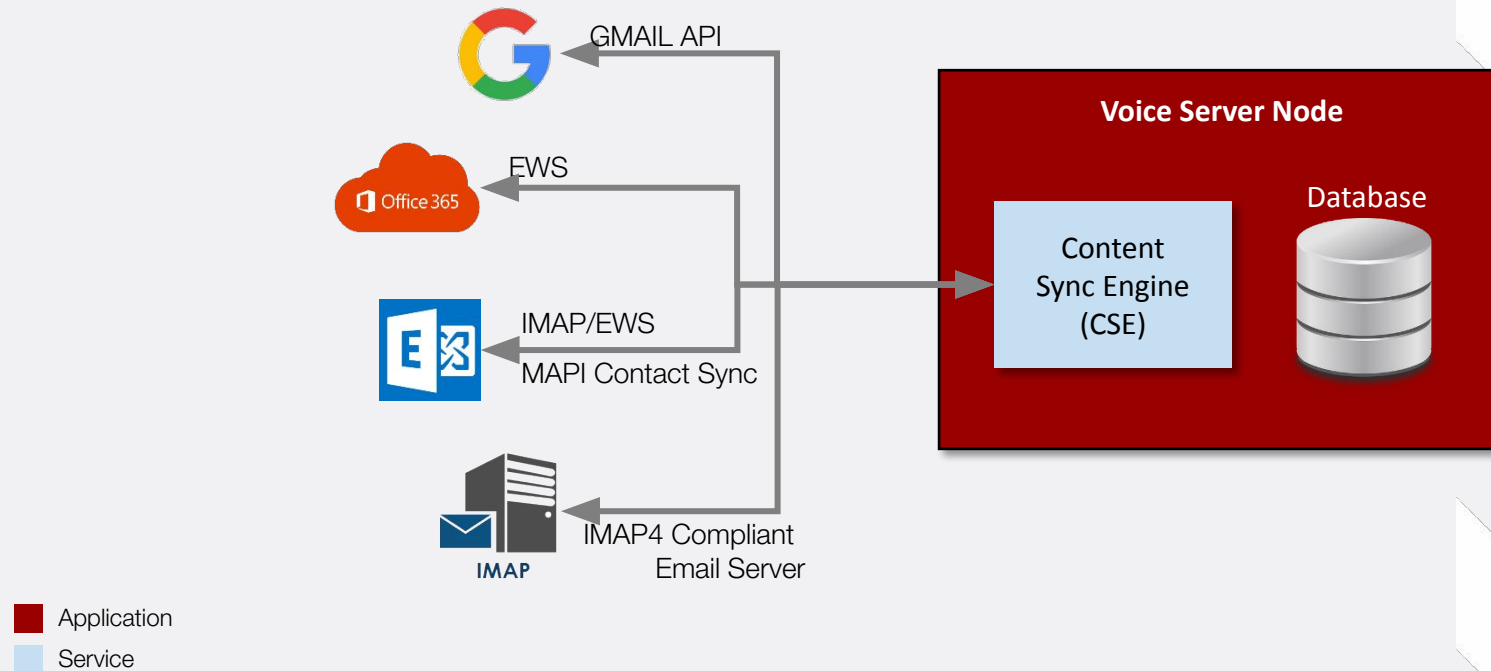 GMAIL API
Voice Server Node
EWS
Office 365
Database
Content
Sync Engine
(CSE)
E
IMAP/EWS
MAPI Contact Sync
IMAP4 Compliant
Email Server
IMAP
Application
Service